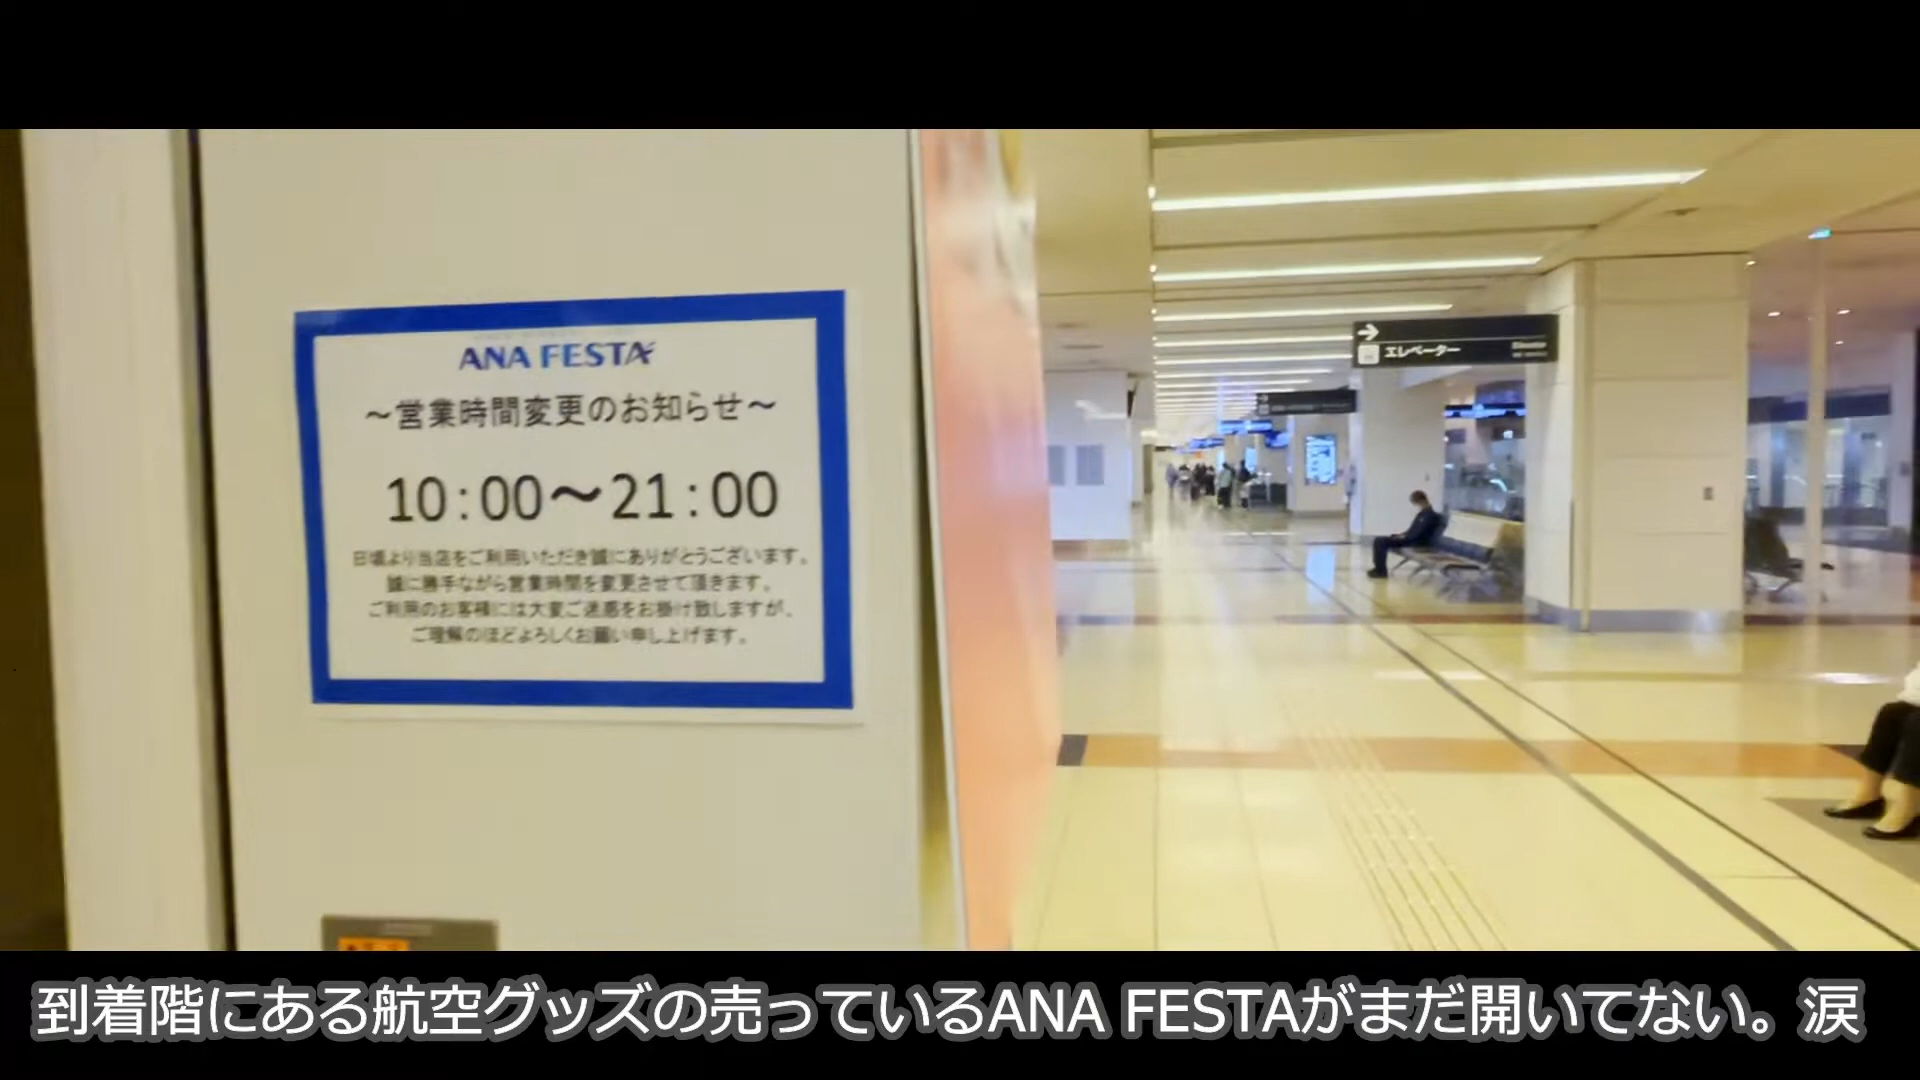 ANA FESTA
～営業時間変更のお知らせ～
10:00～21:00
日頃より当店をご利用いただき誠にありがとうございます。
誠に勝手ながら営業時間を変更させて頂きます。
ご利用のお客様には大変ご迷惑をお掛け致しますが、
ご理解のほどよろしくお願い申し上げます。
エレベーター
Elevator
到着階にある航空グッズの売っているANA FESTAがまだ開いてない。涙